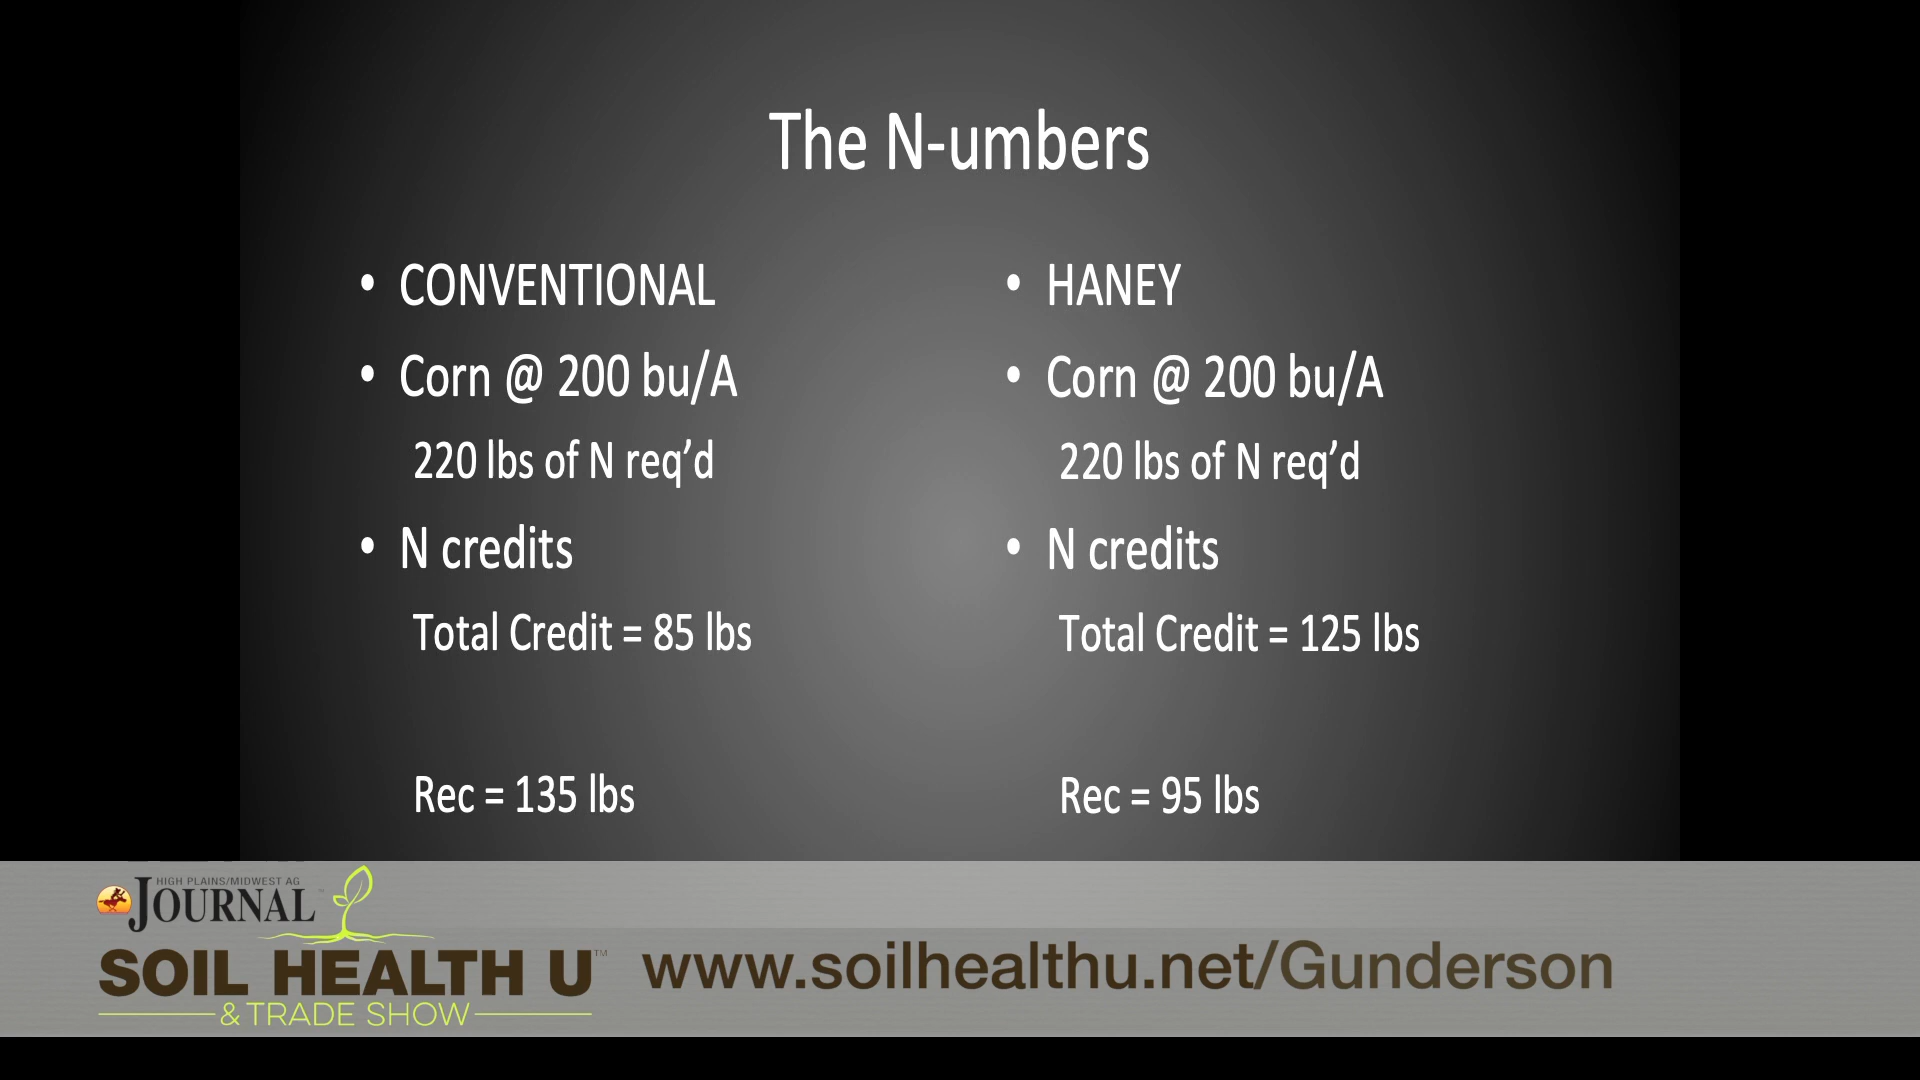 The N-umbers
• CONVENTIONAL
• Corn @ 200 bu/A
220 lbs of N req’d
• N credits
Total Credit = 85 lbs
Rec = 135 lbs
• HANEY
• Corn @ 200 bu/A
220 lbs of N req’d
• N credits
Total Credit = 125 lbs
Rec = 95 lbs
HIGH PLAINS/MIDWEST AG
JOURNAL
SOIL HEALTH U™
& TRADE SHOW
www.soilhealthu.net/Gunderson